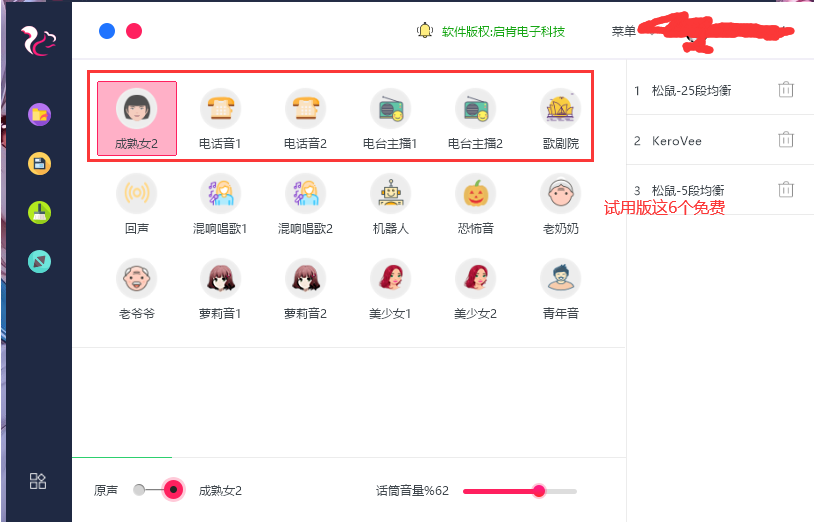 软件版权:启肯电子科技
菜单
成熟女2
电话音1
电话音2
电台主播1
电台主播2
歌剧院
回声
混响唱歌1
混响唱歌2
机器人
恐怖音
老奶奶
老爷爷
萝莉音1
萝莉音2
美少女1
美少女2
青年音
1 松鼠-25段均衡
2 KeroVee
3 松鼠-5段均衡
试用版这6个免费
原声
成熟女2
话筒音量%62